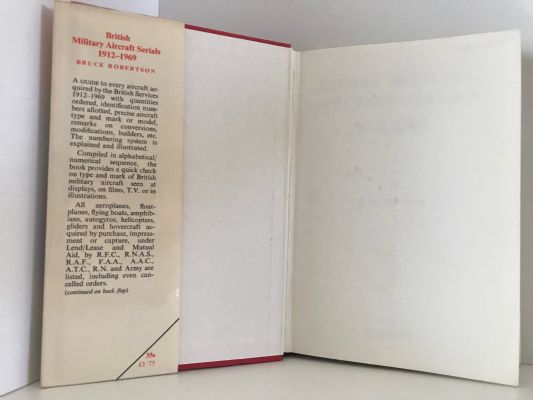 British
Military Aircraft Serials
1912–1969
BRUCE ROBERTSON
A GUIDE to every aircraft ac-
quired by the British Services
1912–1969 with quantities
ordered, identification num-
bers allotted, precise aircraft
type and mark or model,
remarks on conversions,
modifications, builders, etc.
The numbering system is
explained and illustrated.
Compiled in alphabetical/
numerical sequence, the
book provides a quick check
on type and mark of British
military aircraft seen at
displays, on films, T.V. or in
illustrations.
All aeroplanes, float-
planes, flying boats, amphib-
ians, autogyros, helicopters,
gliders and hovercraft ac-
quired by purchase, impress-
ment or capture, under
Lend/Lease and Mutual
Aid, by R.F.C., R.N.A.S.,
R.A.F., F.A.A., A.A.C.,
A.T.C., R.N. and Army are
listed, including even can-
celled orders.
(continued on back flap)
35s
£1·75